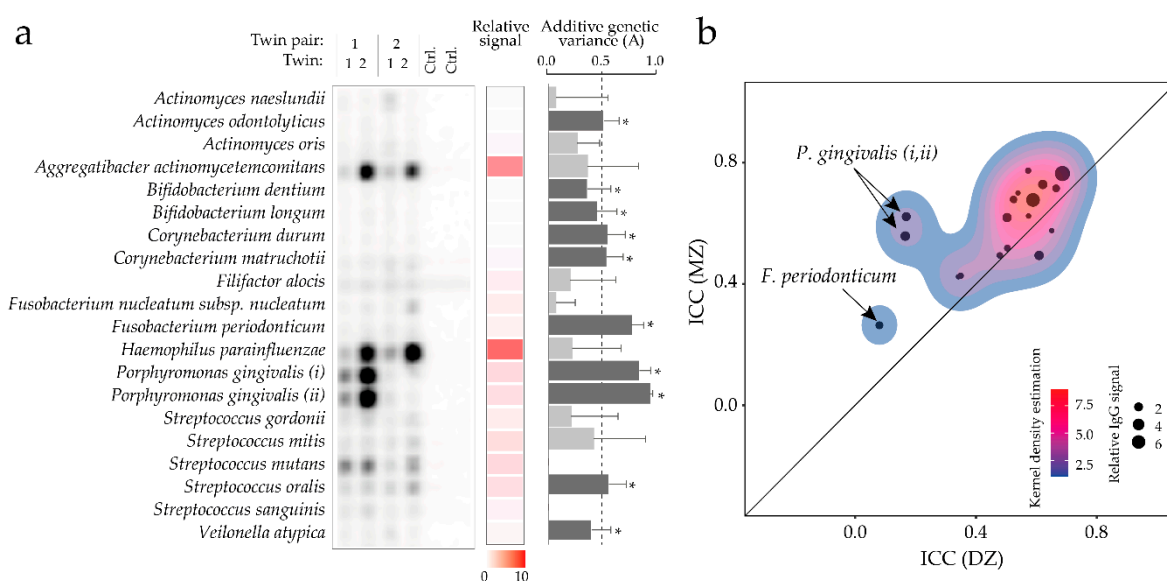 a
Twin pair: 1 2
Twin: 1 2 1 2 Ctrl. Ctrl.
Relative
signal
Additive genetic
variance (A)
0.0 0.5 1.0
Actinomyces naeslundii
Actinomyces odontolyticus *
Actinomyces oris
Aggregatibacter actinomycetemcomitans
Bifidobacterium dentium *
Bifidobacterium longum *
Corynebacterium durum *
Corynebacterium matruchotii *
Filifactor alocis
Fusobacterium nucleatum subsp. nucleatum
Fusobacterium periodonticum *
Haemophilus parainfluenzae
Porphyromonas gingivalis (i) *
Porphyromonas gingivalis (ii) *
Streptococcus gordonii
Streptococcus mitis
Streptococcus mutans
Streptococcus oralis *
Streptococcus sanguinis
Veilonella atypica *
0 10
b
ICC (MZ)
0.8
0.4
0.0
P. gingivalis (i,ii)
F. periodonticum
Kernel density estimation
7.5
5.0
2.5
Relative IgG signal
2
4
6
0.0 0.4 0.8
ICC (DZ)